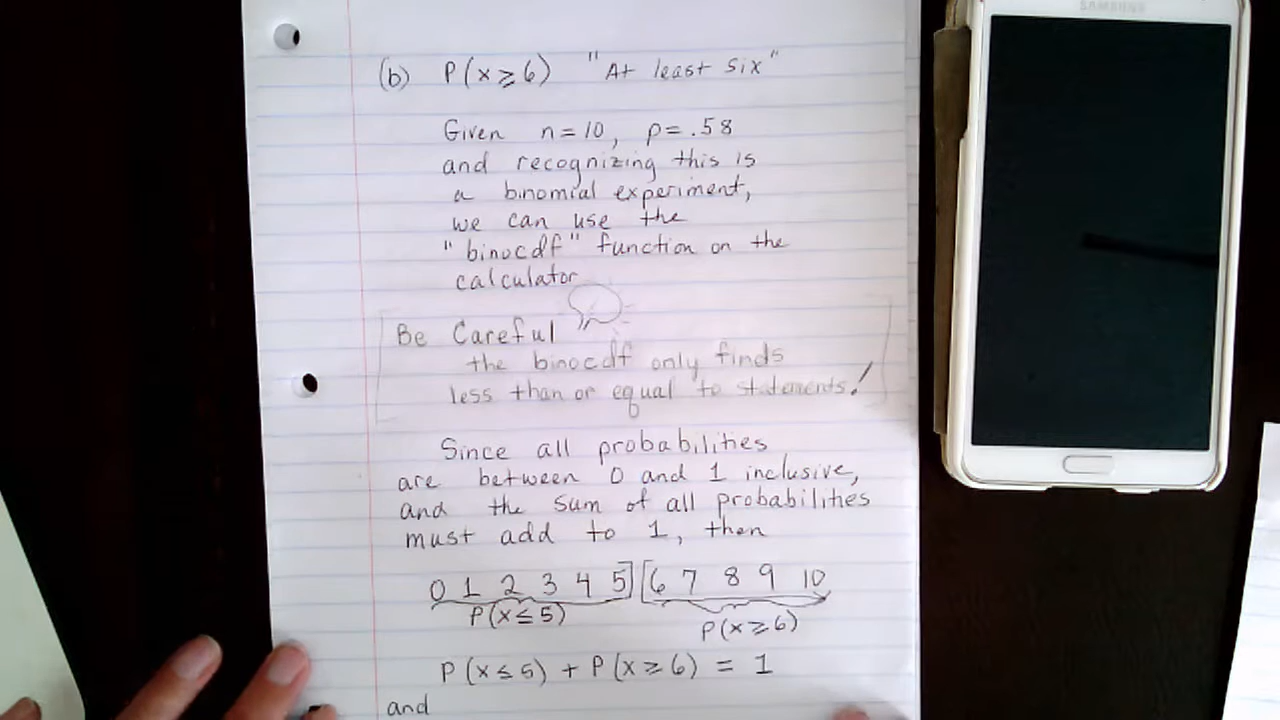 SAMSUNG
(b) P(x≥6) "At least six"
Given n=10, p=.58
and recognizing this is
a binomial experiment,
we can use the
"binocdf" function on the
calculator
Be Careful
the binocdf only finds
less than or equal to statements!
Since all probabilities
are between 0 and 1 inclusive,
and the sum of all probabilities
must add to 1, then
0 1 2 3 4 5] [6 7 8 9 10
P(x≤5)
P(x≥6)
P(x≤5) + P(x≥6) = 1
and